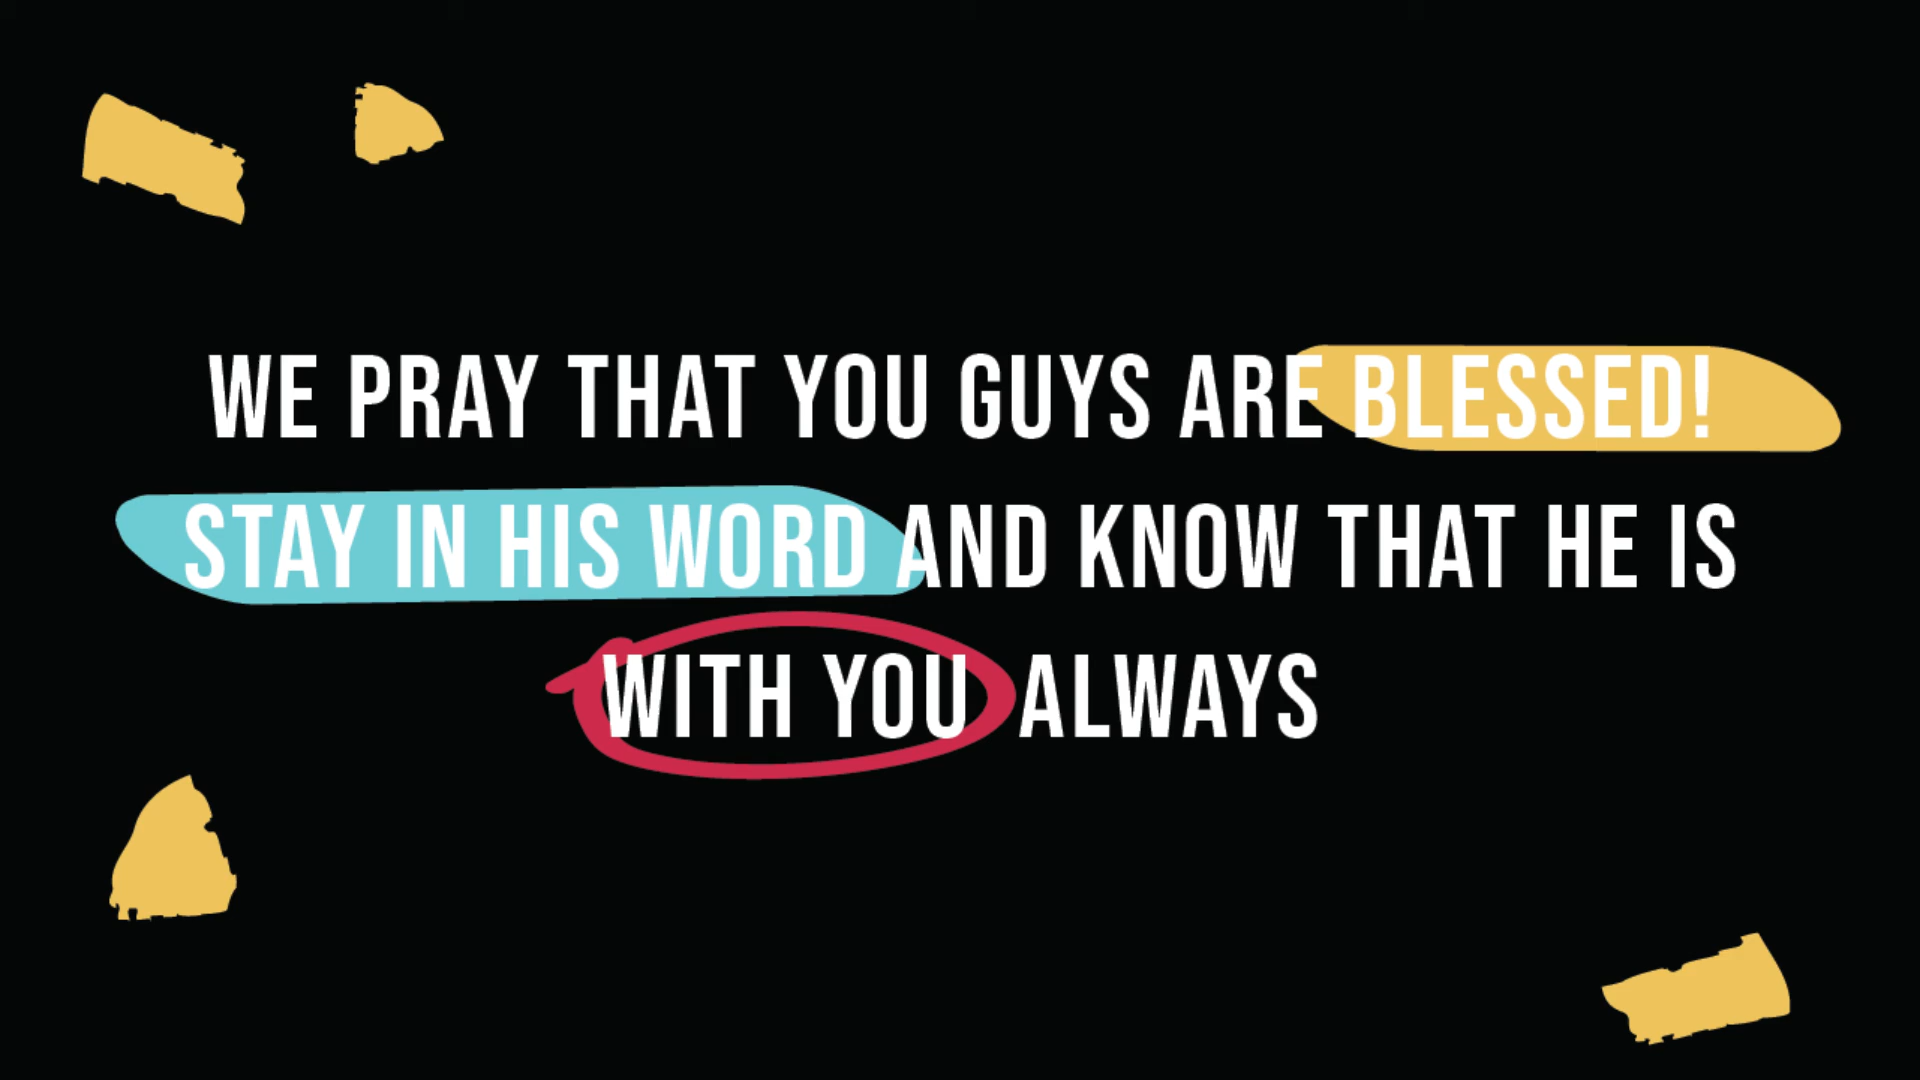 WE PRAY THAT YOU GUYS ARE BLESSED!
STAY IN HIS WORD AND KNOW THAT HE IS
WITH YOU ALWAYS